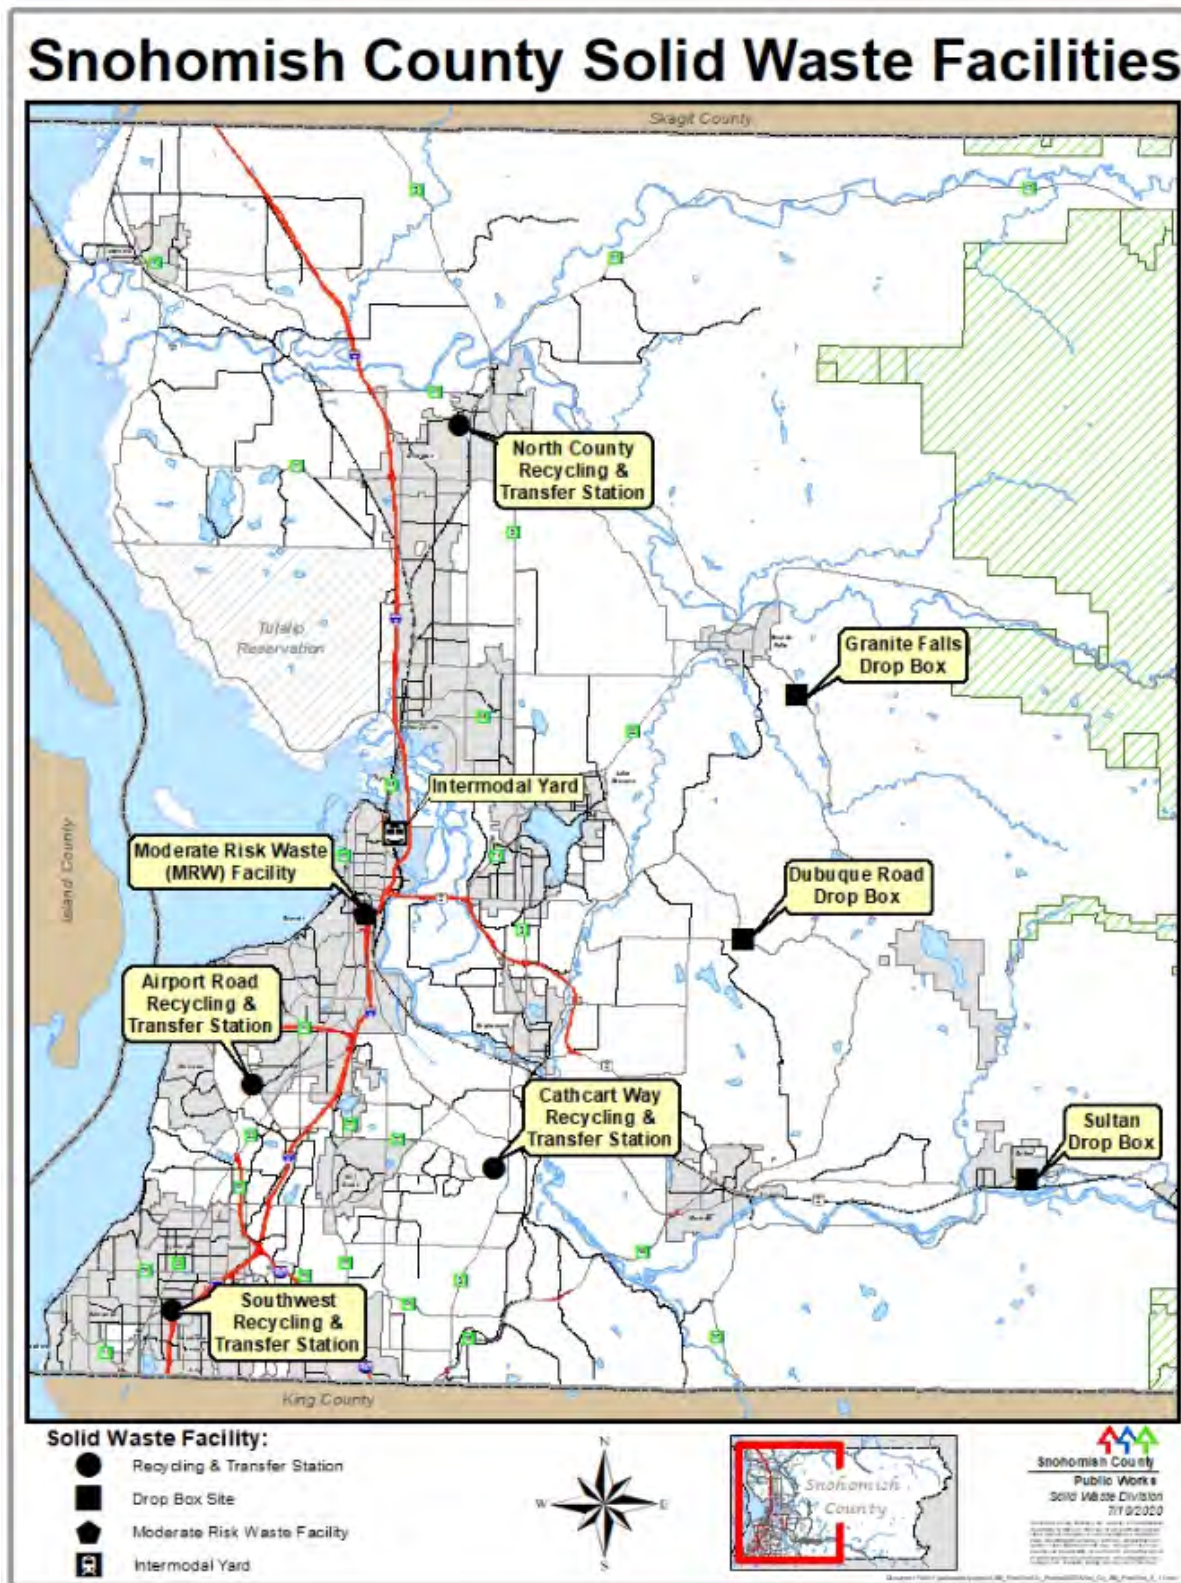 Snohomish County Solid Waste Facilities
Skagit County
North County
Recycling &
Transfer Station
Tulalip
Reservation
Granite Falls
Drop Box
Intermodal Yard
Island County
Moderate Risk Waste
(MRW) Facility
Dubuque Road
Drop Box
Airport Road
Recycling &
Transfer Station
Cathcart Way
Recycling &
Transfer Station
Sultan
Drop Box
Southwest
Recycling &
Transfer Station
King County
Solid Waste Facility:
Recycling & Transfer Station
Drop Box Site
Moderate Risk Waste Facility
Intermodal Yard
N
W
E
S
Snohomish
County
Snohomish County
Public Works
Solid Waste Division
7/19/2020